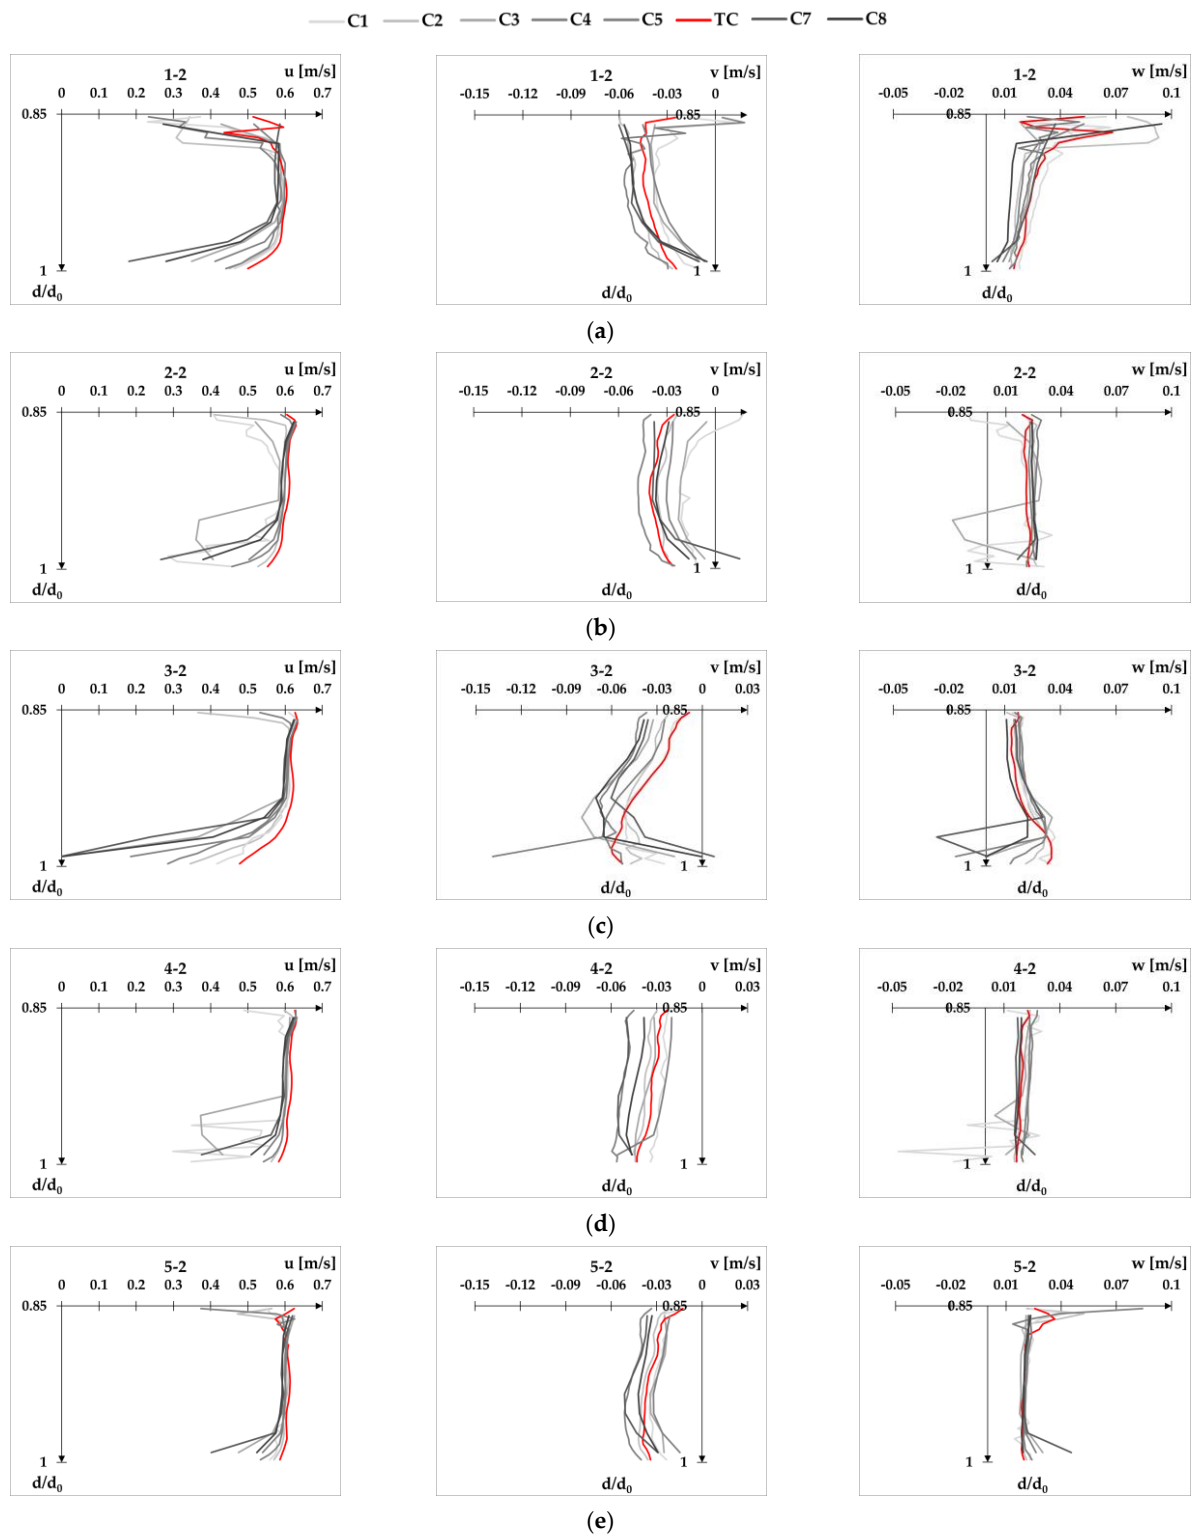 C1 C2 C3 C4 C5 TC C7 C8
1-2 u [m/s]
0 0.1 0.2 0.3 0.4 0.5 0.6 0.7
0.85
1
d/d0
1-2 v [m/s]
-0.15 -0.12 -0.09 -0.06 -0.03 0
0.85
1
d/d0
1-2 w [m/s]
-0.05 -0.02 0.01 0.04 0.07 0.1
0.85
1
d/d0
(a)
2-2 u [m/s]
0 0.1 0.2 0.3 0.4 0.5 0.6 0.7
0.85
1
d/d0
2-2 v [m/s]
-0.15 -0.12 -0.09 -0.06 -0.03 0
0.85
1
d/d0
2-2 w [m/s]
-0.05 -0.02 0.01 0.04 0.07 0.1
0.85
1
d/d0
(b)
3-2 u [m/s]
0 0.1 0.2 0.3 0.4 0.5 0.6 0.7
0.85
1
d/d0
3-2 v [m/s]
-0.15 -0.12 -0.09 -0.06 -0.03 0 0.03
0.85
1
d/d0
3-2 w [m/s]
-0.05 -0.02 0.01 0.04 0.07 0.1
0.85
1
d/d0
(c)
4-2 u [m/s]
0 0.1 0.2 0.3 0.4 0.5 0.6 0.7
0.85
1
d/d0
4-2 v [m/s]
-0.15 -0.12 -0.09 -0.06 -0.03 0 0.03
0.85
1
d/d0
4-2 w [m/s]
-0.05 -0.02 0.01 0.04 0.07 0.1
0.85
1
d/d0
(d)
5-2 u [m/s]
0 0.1 0.2 0.3 0.4 0.5 0.6 0.7
0.85
1
d/d0
5-2 v [m/s]
-0.15 -0.12 -0.09 -0.06 -0.03 0 0.03
0.85
1
d/d0
5-2 w [m/s]
-0.05 -0.02 0.01 0.04 0.07 0.1
0.85
1
d/d0
(e)